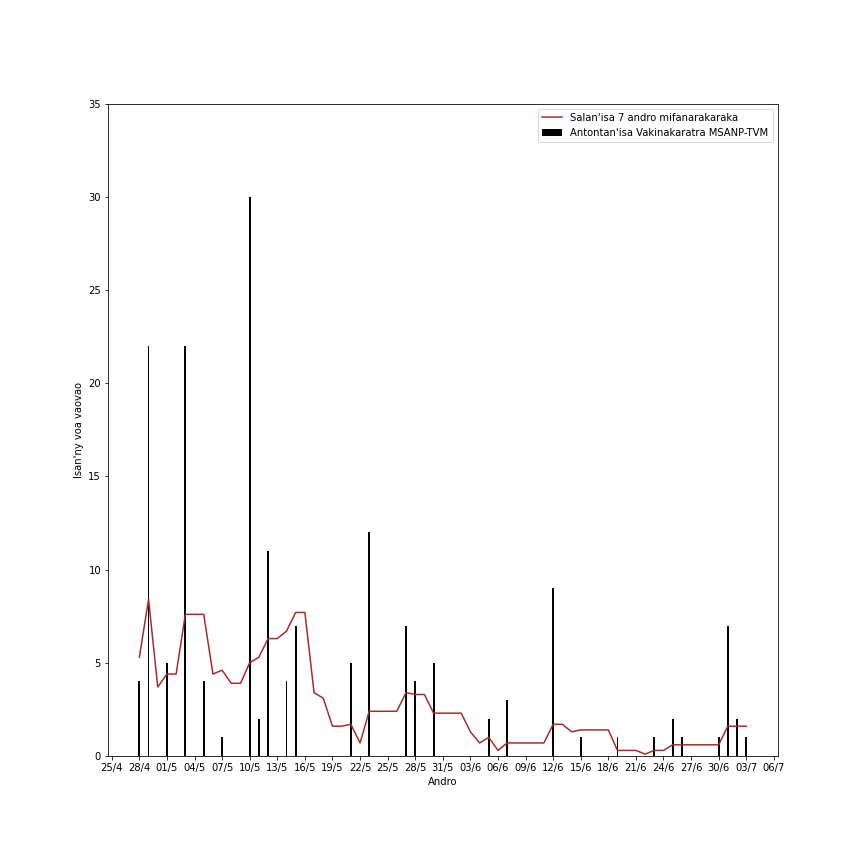 35
30
25
20
15
10
5
0
Isan'ny voa vaovao
Salan'isa 7 andro mifanarakaraka
Antontan'isa Vakinakaratra MSANP-TVM
25/4 28/4 01/5 04/5 07/5 10/5 13/5 16/5 19/5 22/5 25/5 28/5 31/5 03/6 06/6 09/6 12/6 15/6 18/6 21/6 24/6 27/6 30/6 03/7 06/7
Andro